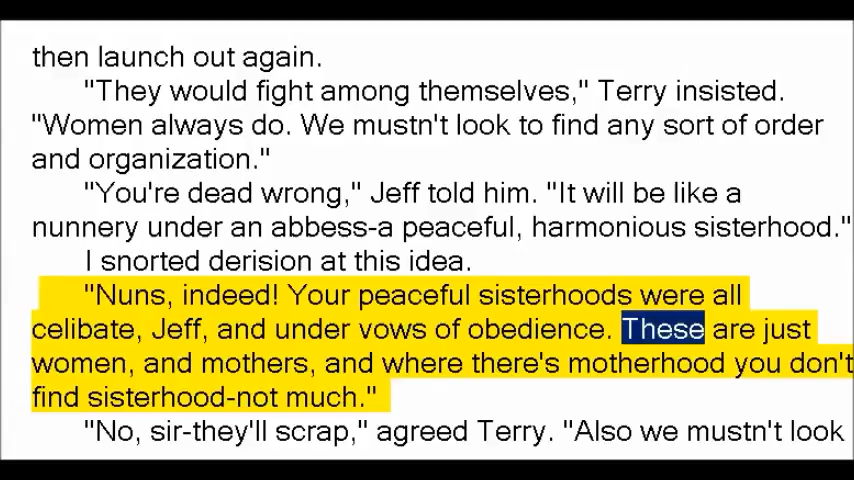 then launch out again.
"They would fight among themselves," Terry insisted.
"Women always do. We mustn't look to find any sort of order
and organization."
"You're dead wrong," Jeff told him. "It will be like a
nunnery under an abbess-a peaceful, harmonious sisterhood."
I snorted derision at this idea.
"Nuns, indeed! Your peaceful sisterhoods were all
celibate, Jeff, and under vows of obedience. These are just
women, and mothers, and where there's motherhood you don't
find sisterhood-not much."
"No, sir-they'll scrap," agreed Terry. "Also we mustn't look